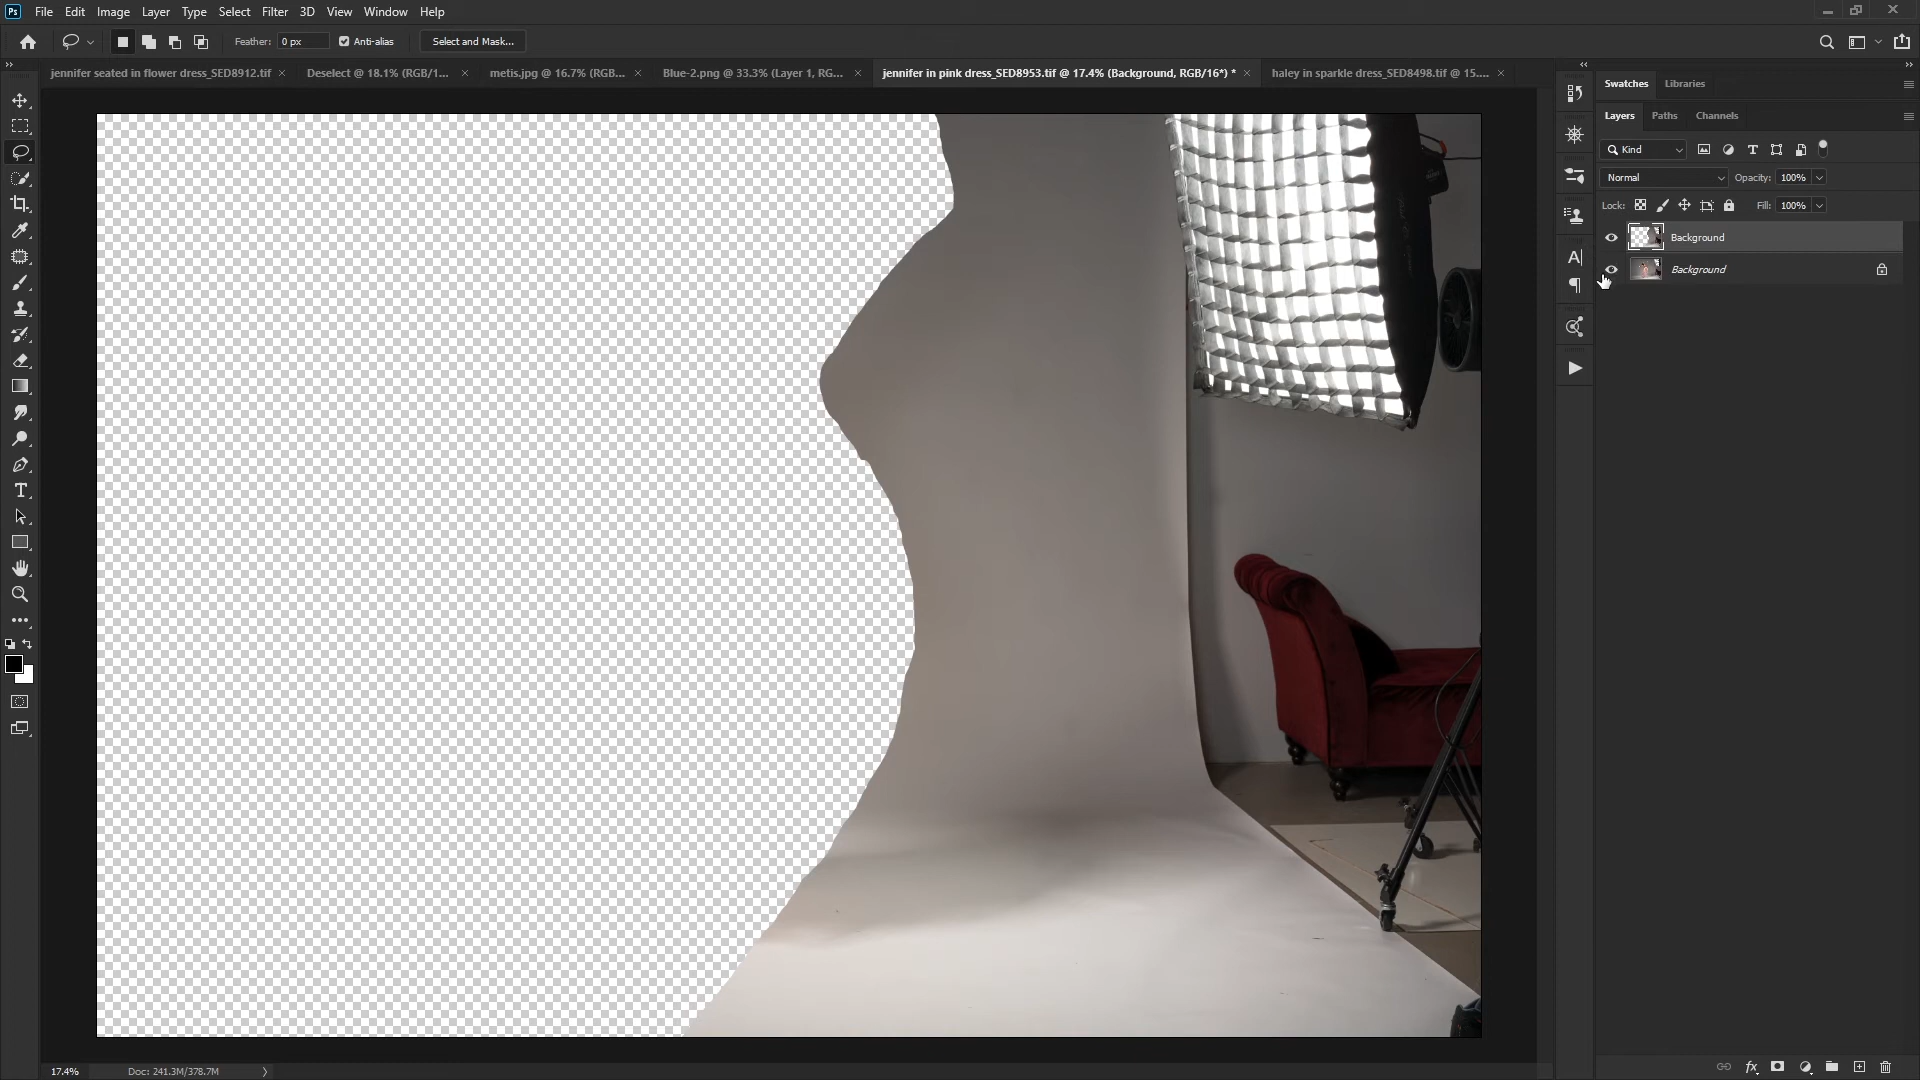 Ps File Edit Image Layer Type Select Filter 3D View Window Help
Feather: 0 px Anti-alias Select and Mask...
jennifer seated in flower dress_SED8912.tif Deselect @ 18.1% (RGB/1... metis.jpg @ 16.7% (RGB... Blue-2.png @ 33.3% (Layer 1, RG... jennifer in pink dress_SED8953.tif @ 17.4% (Background, RGB/16*) * haley in sparkle dress_SED8498.tif @ 15....
Swatches Libraries
Layers Paths Channels
Kind
Normal Opacity: 100%
Lock: Fill: 100%
Background
Background
17.4% Doc: 241.3M/378.7M